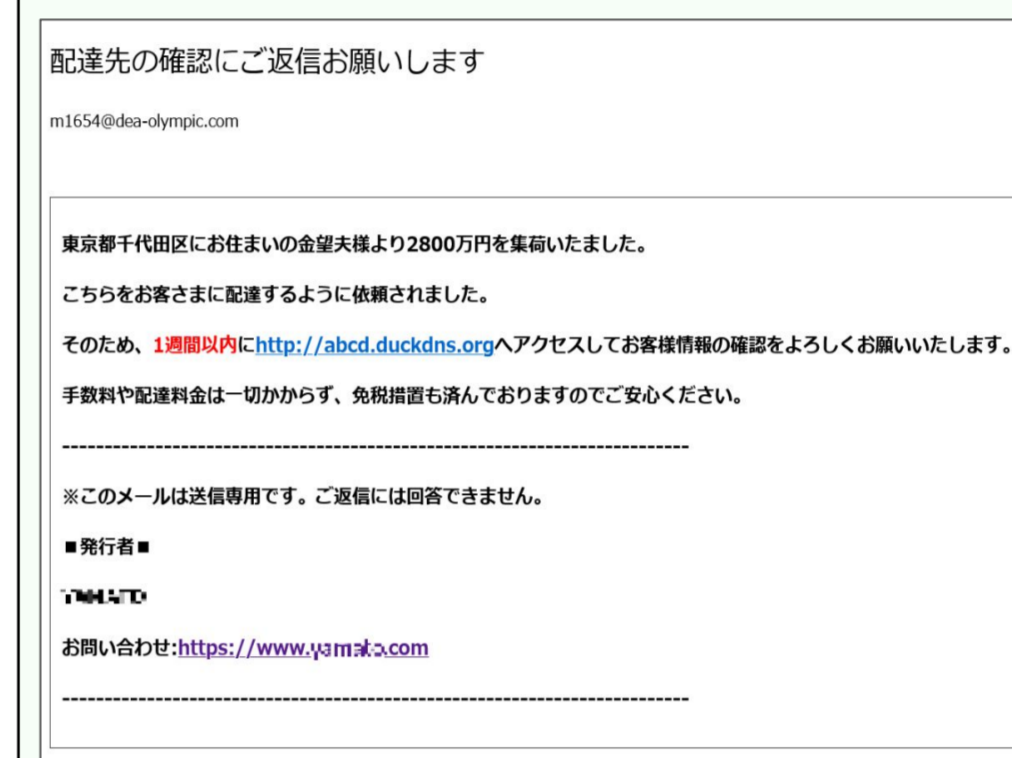 配達先の確認にご返信お願いします
m1654@dea-olympic.com
東京都千代田区にお住まいの金望夫様より2800万円を集荷いたました。
こちらをお客さまに配達するように依頼されました。
そのため、1週間以内にhttp://abcd.duckdns.orgへアクセスしてお客様情報の確認をよろしくお願いいたします。
手数料や配達料金は一切かからず、免税措置も済んでおりますのでご安心ください。
--------------------------------------------------------------------------
※このメールは送信専用です。ご返信には回答できません。
■発行者■
お問い合わせ:https://www.yamato.com
--------------------------------------------------------------------------